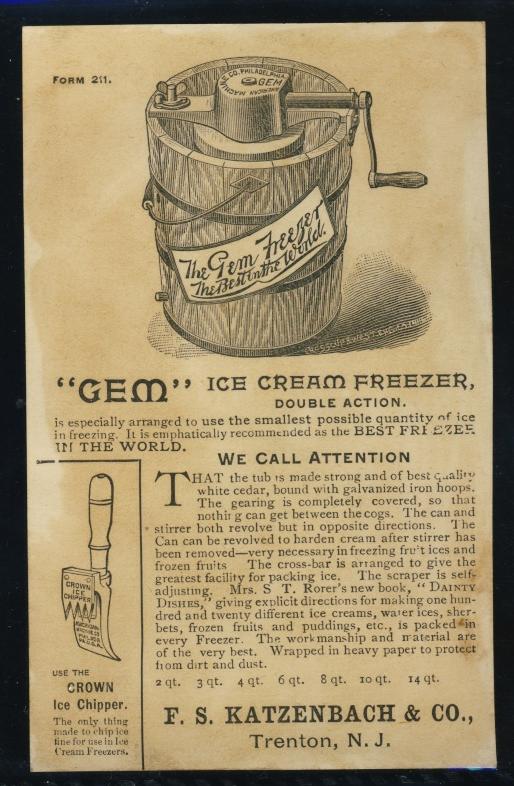 FORM 211.
AMERICAN MACHINE CO. PHILADELPHIA
GEM
The Gem Freezer
The Best in the World.
"GEM" ICE CREAM FREEZER,
DOUBLE ACTION.
is especially arranged to use the smallest possible quantity of ice
in freezing. It is emphatically recommended as the BEST FREEZER
IN THE WORLD.
WE CALL ATTENTION
THAT the tub is made strong and of best quality
white cedar, bound with galvanized iron hoops.
The gearing is completely covered, so that
nothing can get between the cogs. The can and
stirrer both revolve but in opposite directions. The
Can can be revolved to harden cream after stirrer has
been removed—very necessary in freezing fruit ices and
frozen fruits The cross-bar is arranged to give the
greatest facility for packing ice. The scraper is self-
adjusting. Mrs. S T. Rorer's new book, "DAINTY
DISHES," giving explicit directions for making one hun-
dred and twenty different ice creams, water ices, sher-
bets, frozen fruits and puddings, etc., is packed in
every Freezer. The workmanship and material are
of the very best. Wrapped in heavy paper to protect
from dirt and dust.
2 qt. 3 qt. 4 qt. 6 qt. 8 qt. 10 qt. 14 qt.
CROWN
ICE
CHIPPER
AMERICAN
MACHINE CO
PHILADA
PA. U.S.A.
USE THE
CROWN
Ice Chipper.
The only thing
made to chip ice
fine for use in Ice
Cream Freezers.
F. S. KATZENBACH & CO.,
Trenton, N. J.